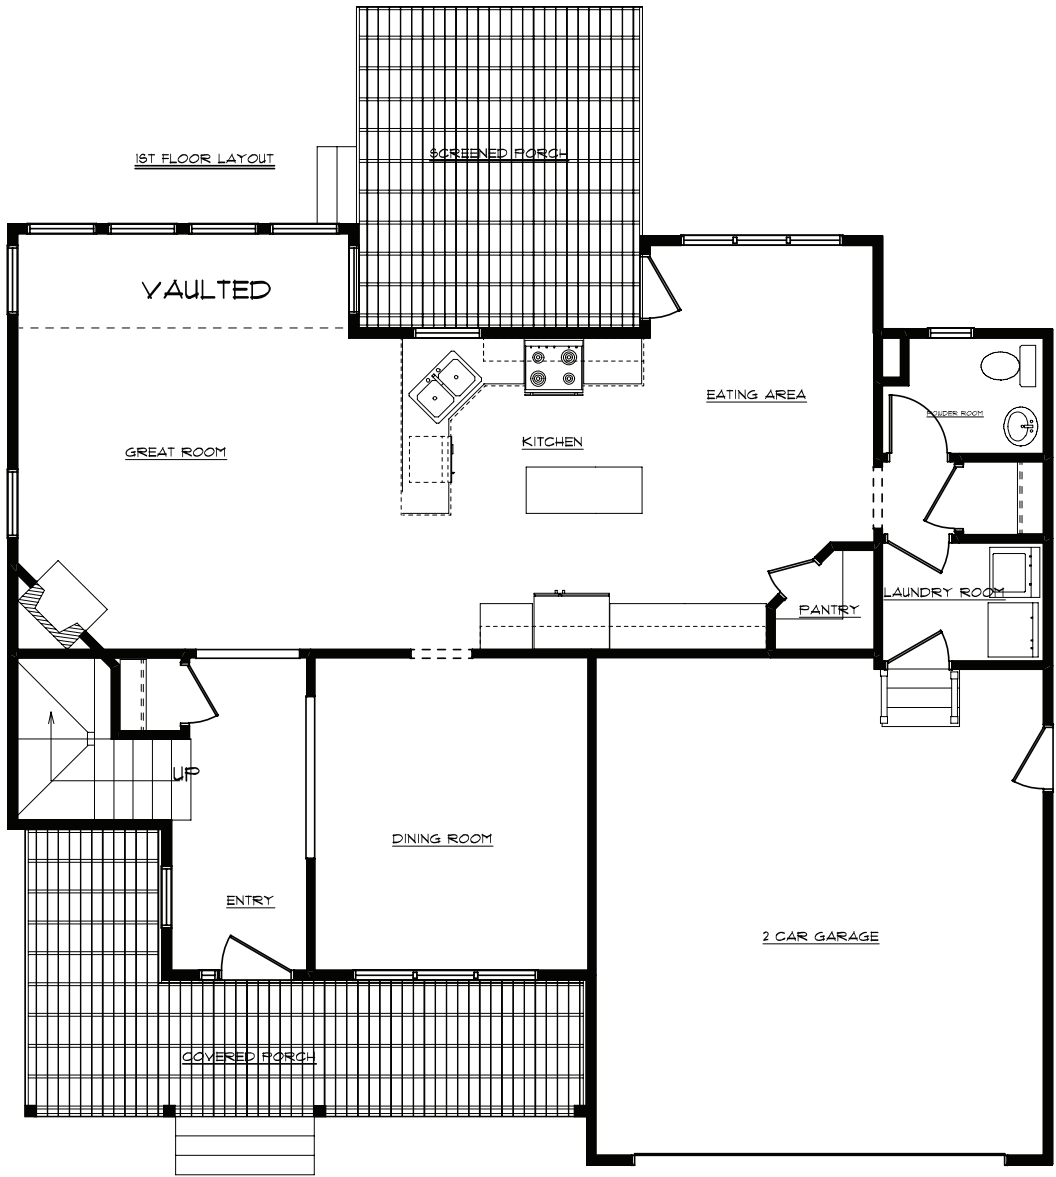 1ST FLOOR LAYOUT
SCREENED PORCH
VAULTED
EATING AREA
POWDER ROOM
KITCHEN
GREAT ROOM
LAUNDRY ROOM
PANTRY
UP
DINING ROOM
ENTRY
2 CAR GARAGE
COVERED PORCH